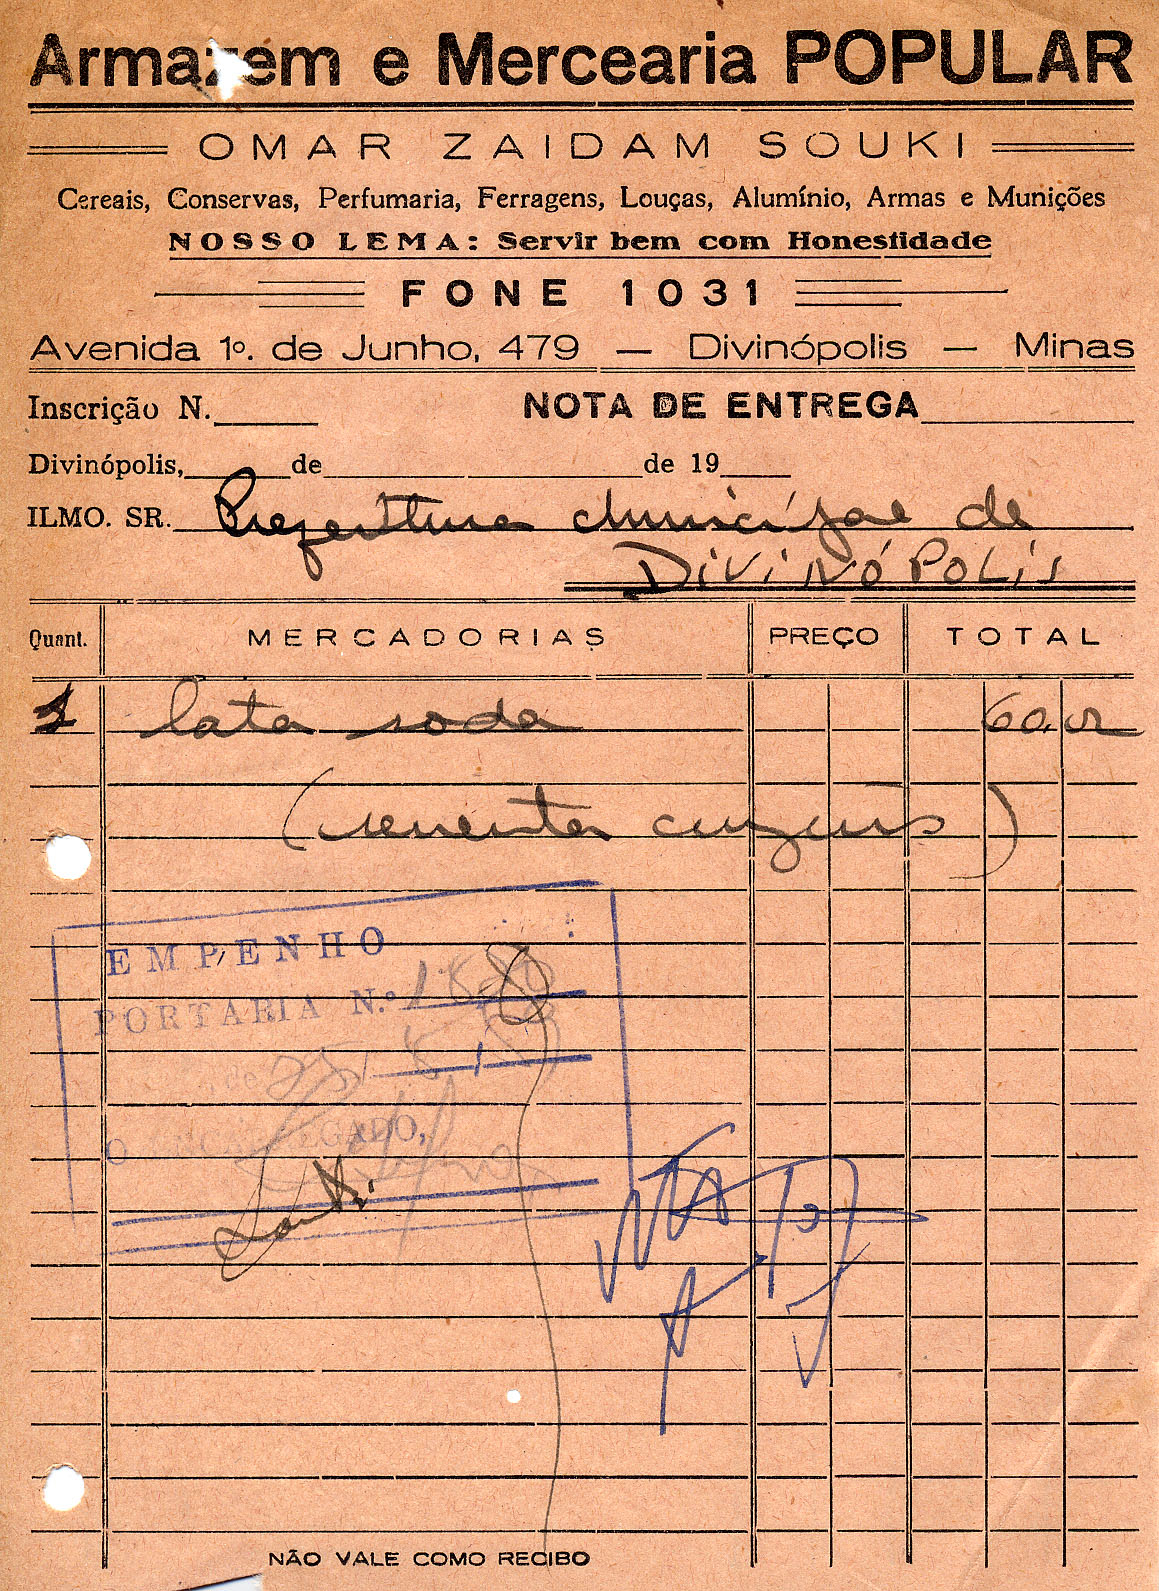 Armazem e Mercearia POPULAR
OMAR ZAIDAM SOUKI
Cereais, Conservas, Perfumaria, Ferragens, Louças, Alumínio, Armas e Munições
NOSSO LEMA: Servir bem com Honestidade
FONE 1031
Avenida 1º. de Junho, 479 — Divinópolis — Minas
Inscrição N. NOTA DE ENTREGA
Divinópolis, de de 19
ILMO. SR. Prefeitura Municipal de
DIVINÓPOLIS
Quant. MERCADORIAS PREÇO TOTAL
1 lata soda 60,00
(sessenta cruzeiros)
EMPENHO
PORTARIA N.º
O ENCARREGADO,
NÃO VALE COMO RECIBO